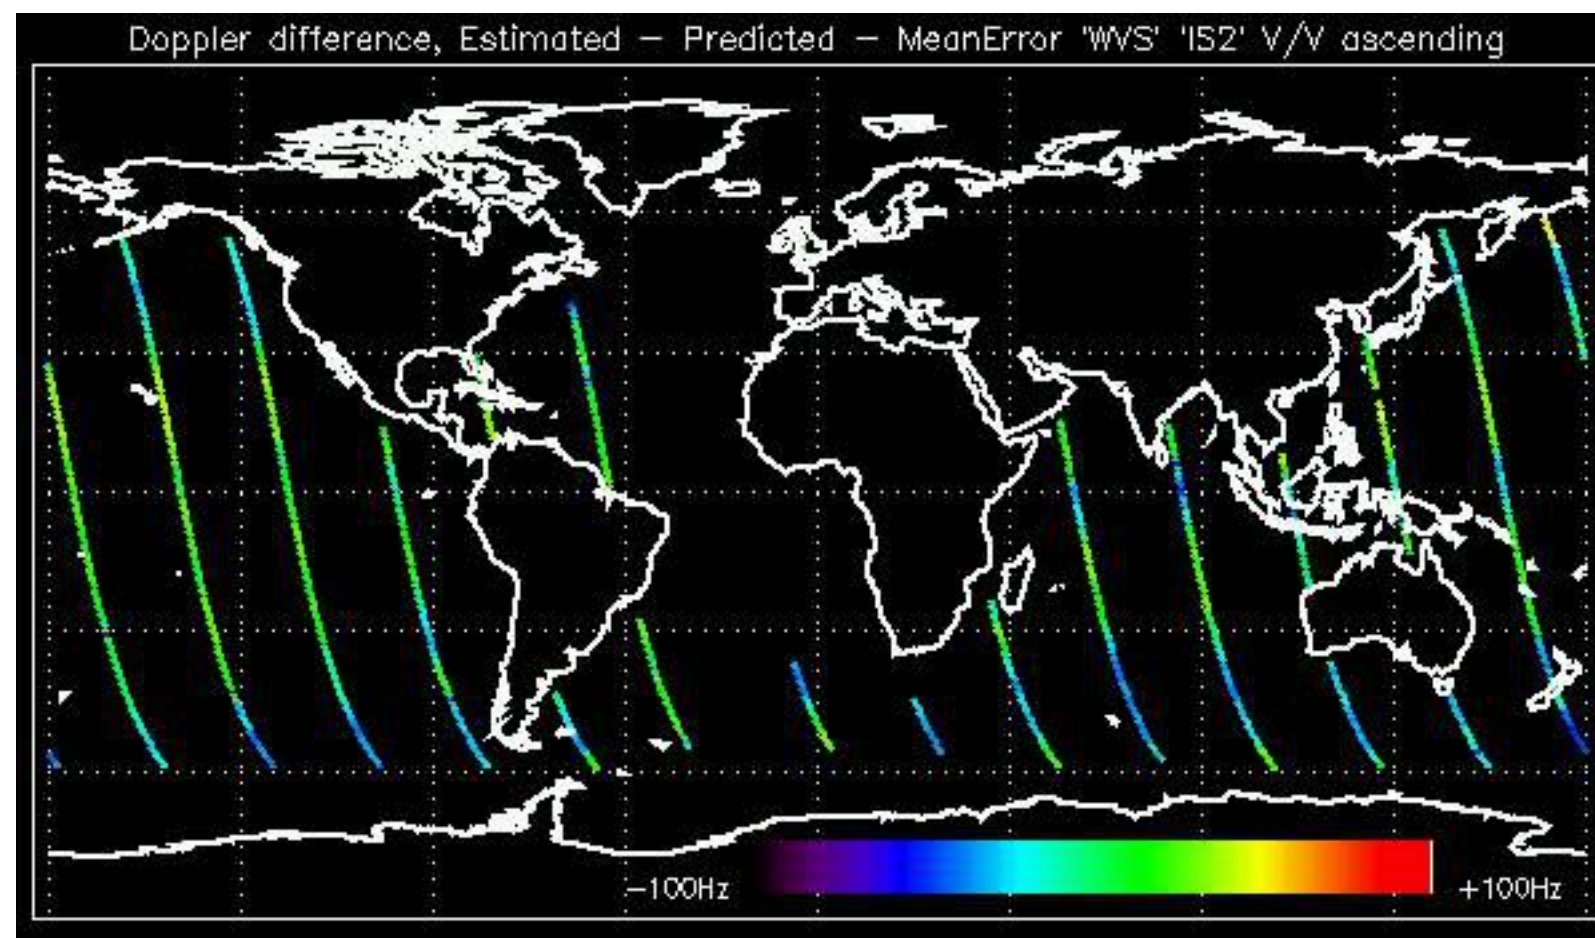 Doppler difference, Estimated – Predicted – MeanError 'WVS' 'IS2' V/V ascending
−100Hz
+100Hz